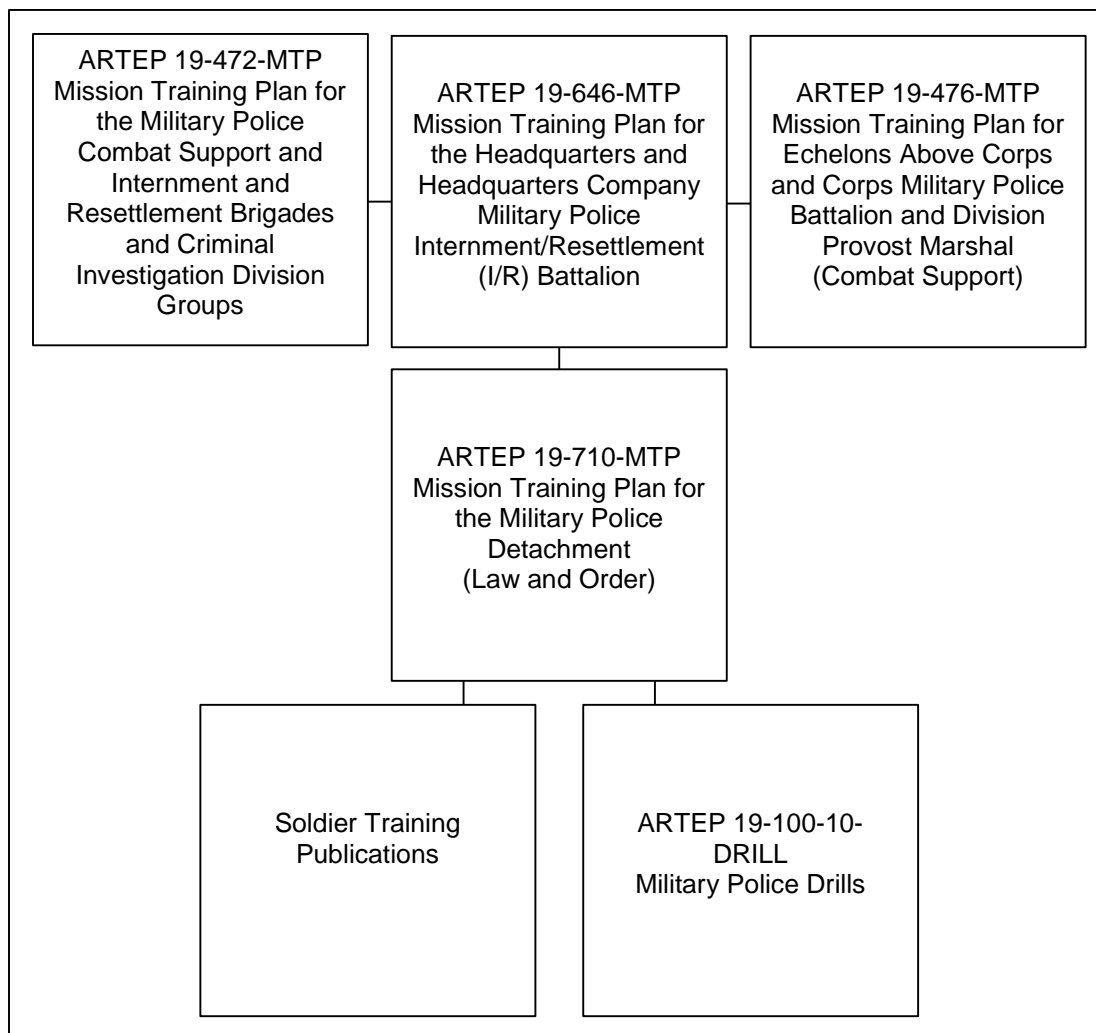 ARTEP 19-472-MTP
Mission Training Plan for
the Military Police
Combat Support and
Internment and
Resettlement Brigades
and Criminal
Investigation Division
Groups
ARTEP 19-646-MTP
Mission Training Plan for
the Headquarters and
Headquarters Company
Military Police
Internment/Resettlement
(I/R) Battalion
ARTEP 19-476-MTP
Mission Training Plan for
Echelons Above Corps
and Corps Military Police
Battalion and Division
Provost Marshal
(Combat Support)
ARTEP 19-710-MTP
Mission Training Plan for
the Military Police
Detachment
(Law and Order)
Soldier Training
Publications
ARTEP 19-100-10-
DRILL
Military Police Drills